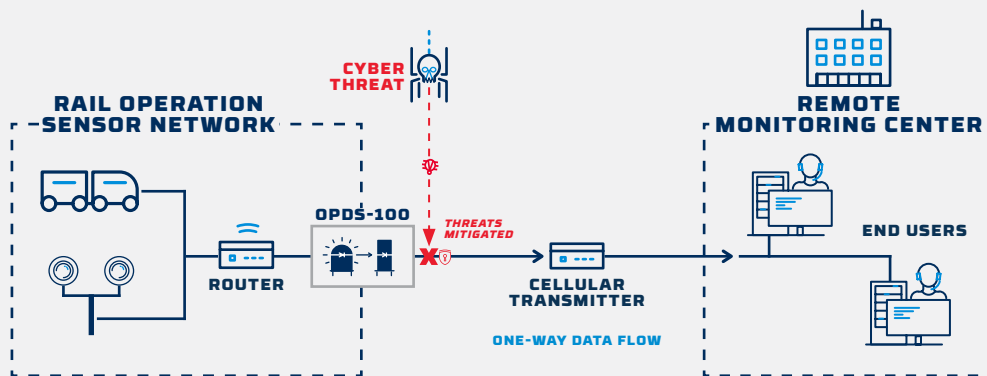 CYBER
THREAT
RAIL OPERATION
SENSOR NETWORK
REMOTE
MONITORING CENTER
OPDS-100
THREATS
MITIGATED
END USERS
ROUTER
CELLULAR
TRANSMITTER
ONE-WAY DATA FLOW